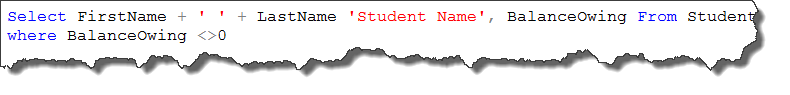 Select FirstName + ' ' + LastName 'Student Name', BalanceOwing From Student
where BalanceOwing <>0